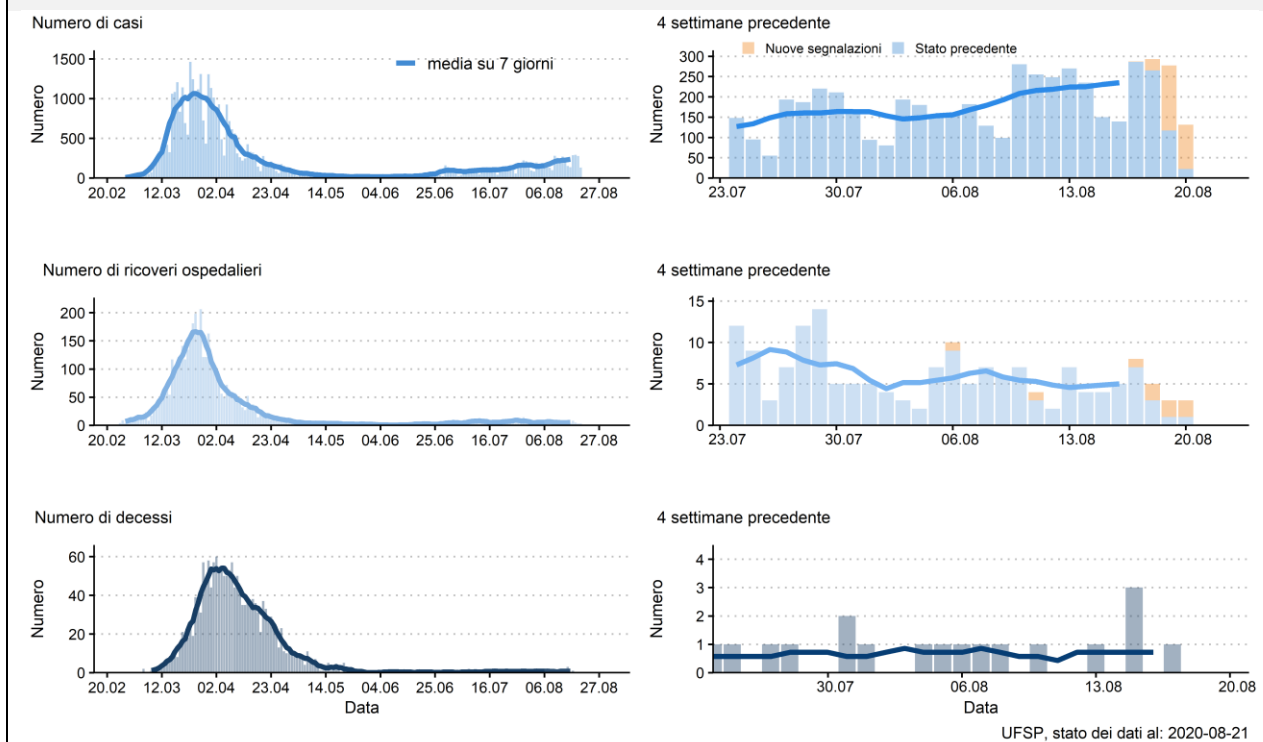 Numero di casi
Numero
1500
1000
500
0
media su 7 giorni
20.02 12.03 02.04 23.04 14.05 04.06 25.06 16.07 06.08 27.08
4 settimane precedente
Nuove segnalazioni Stato precedente
Numero
300
250
200
150
100
50
0
23.07 30.07 06.08 13.08 20.08
Numero di ricoveri ospedalieri
Numero
200
150
100
50
0
20.02 12.03 02.04 23.04 14.05 04.06 25.06 16.07 06.08 27.08
4 settimane precedente
Numero
15
10
5
0
23.07 30.07 06.08 13.08 20.08
Numero di decessi
Numero
60
40
20
0
20.02 12.03 02.04 23.04 14.05 04.06 25.06 16.07 06.08 27.08
Data
4 settimane precedente
Numero
4
3
2
1
0
30.07 06.08 13.08 20.08
Data
UFSP, stato dei dati al: 2020-08-21